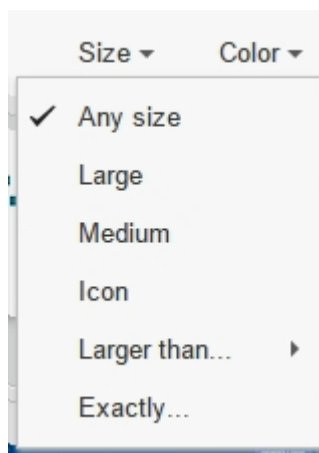 Size Color
Any size
Large
Medium
Icon
Larger than...
Exactly...